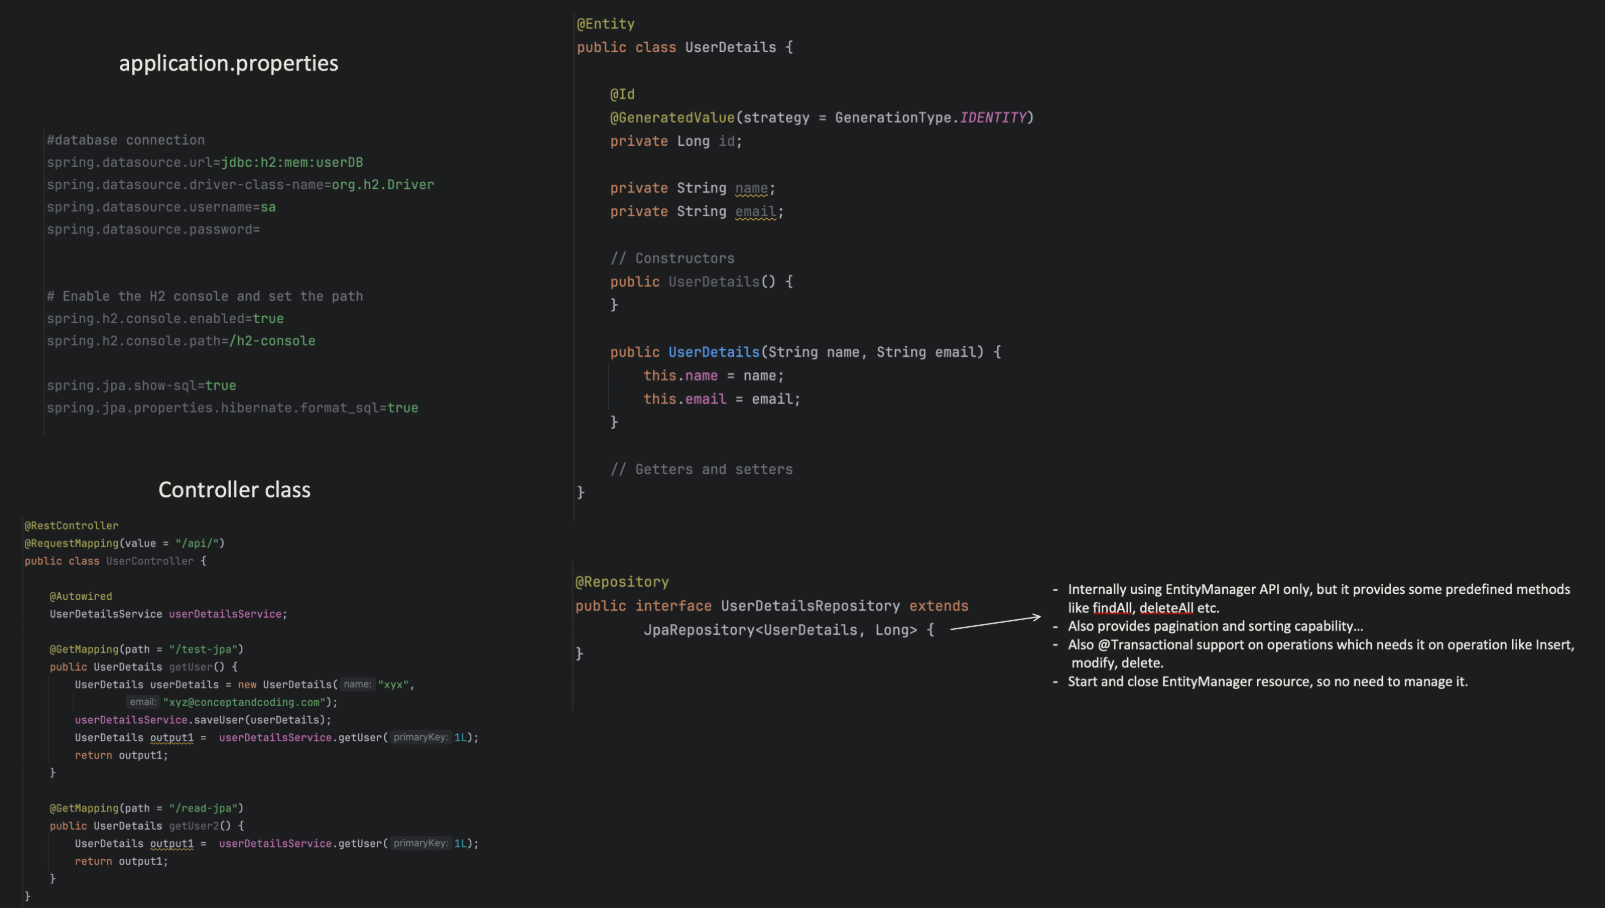 application.properties
#database connection
spring.datasource.url=jdbc:h2:mem:userDB
spring.datasource.driver-class-name=org.h2.Driver
spring.datasource.username=sa
spring.datasource.password=
# Enable the H2 console and set the path
spring.h2.console.enabled=true
spring.h2.console.path=/h2-console
spring.jpa.show-sql=true
spring.jpa.properties.hibernate.format_sql=true
Controller class
@RestController
@RequestMapping(value = "/api/")
public class UserController {
@Autowired
UserDetailsService userDetailsService;
@GetMapping(path = "/test-jpa")
public UserDetails getUser() {
UserDetails userDetails = new UserDetails( name: "xyx",
email: "xyz@conceptandcoding.com");
userDetailsService.saveUser(userDetails);
UserDetails output1 = userDetailsService.getUser( primaryKey: 1L);
return output1;
}
@GetMapping(path = "/read-jpa")
public UserDetails getUser2() {
UserDetails output1 = userDetailsService.getUser( primaryKey: 1L);
return output1;
}
}
@Entity
public class UserDetails {
@Id
@GeneratedValue(strategy = GenerationType.IDENTITY)
private Long id;
private String name;
private String email;
// Constructors
public UserDetails() {
}
public UserDetails(String name, String email) {
this.name = name;
this.email = email;
}
// Getters and setters
}
@Repository
public interface UserDetailsRepository extends
JpaRepository<UserDetails, Long> {
}
- Internally using EntityManager API only, but it provides some predefined methods
like findAll, deleteAll etc.
- Also provides pagination and sorting capability...
- Also @Transactional support on operations which needs it on operation like Insert,
modify, delete.
- Start and close EntityManager resource, so no need to manage it.